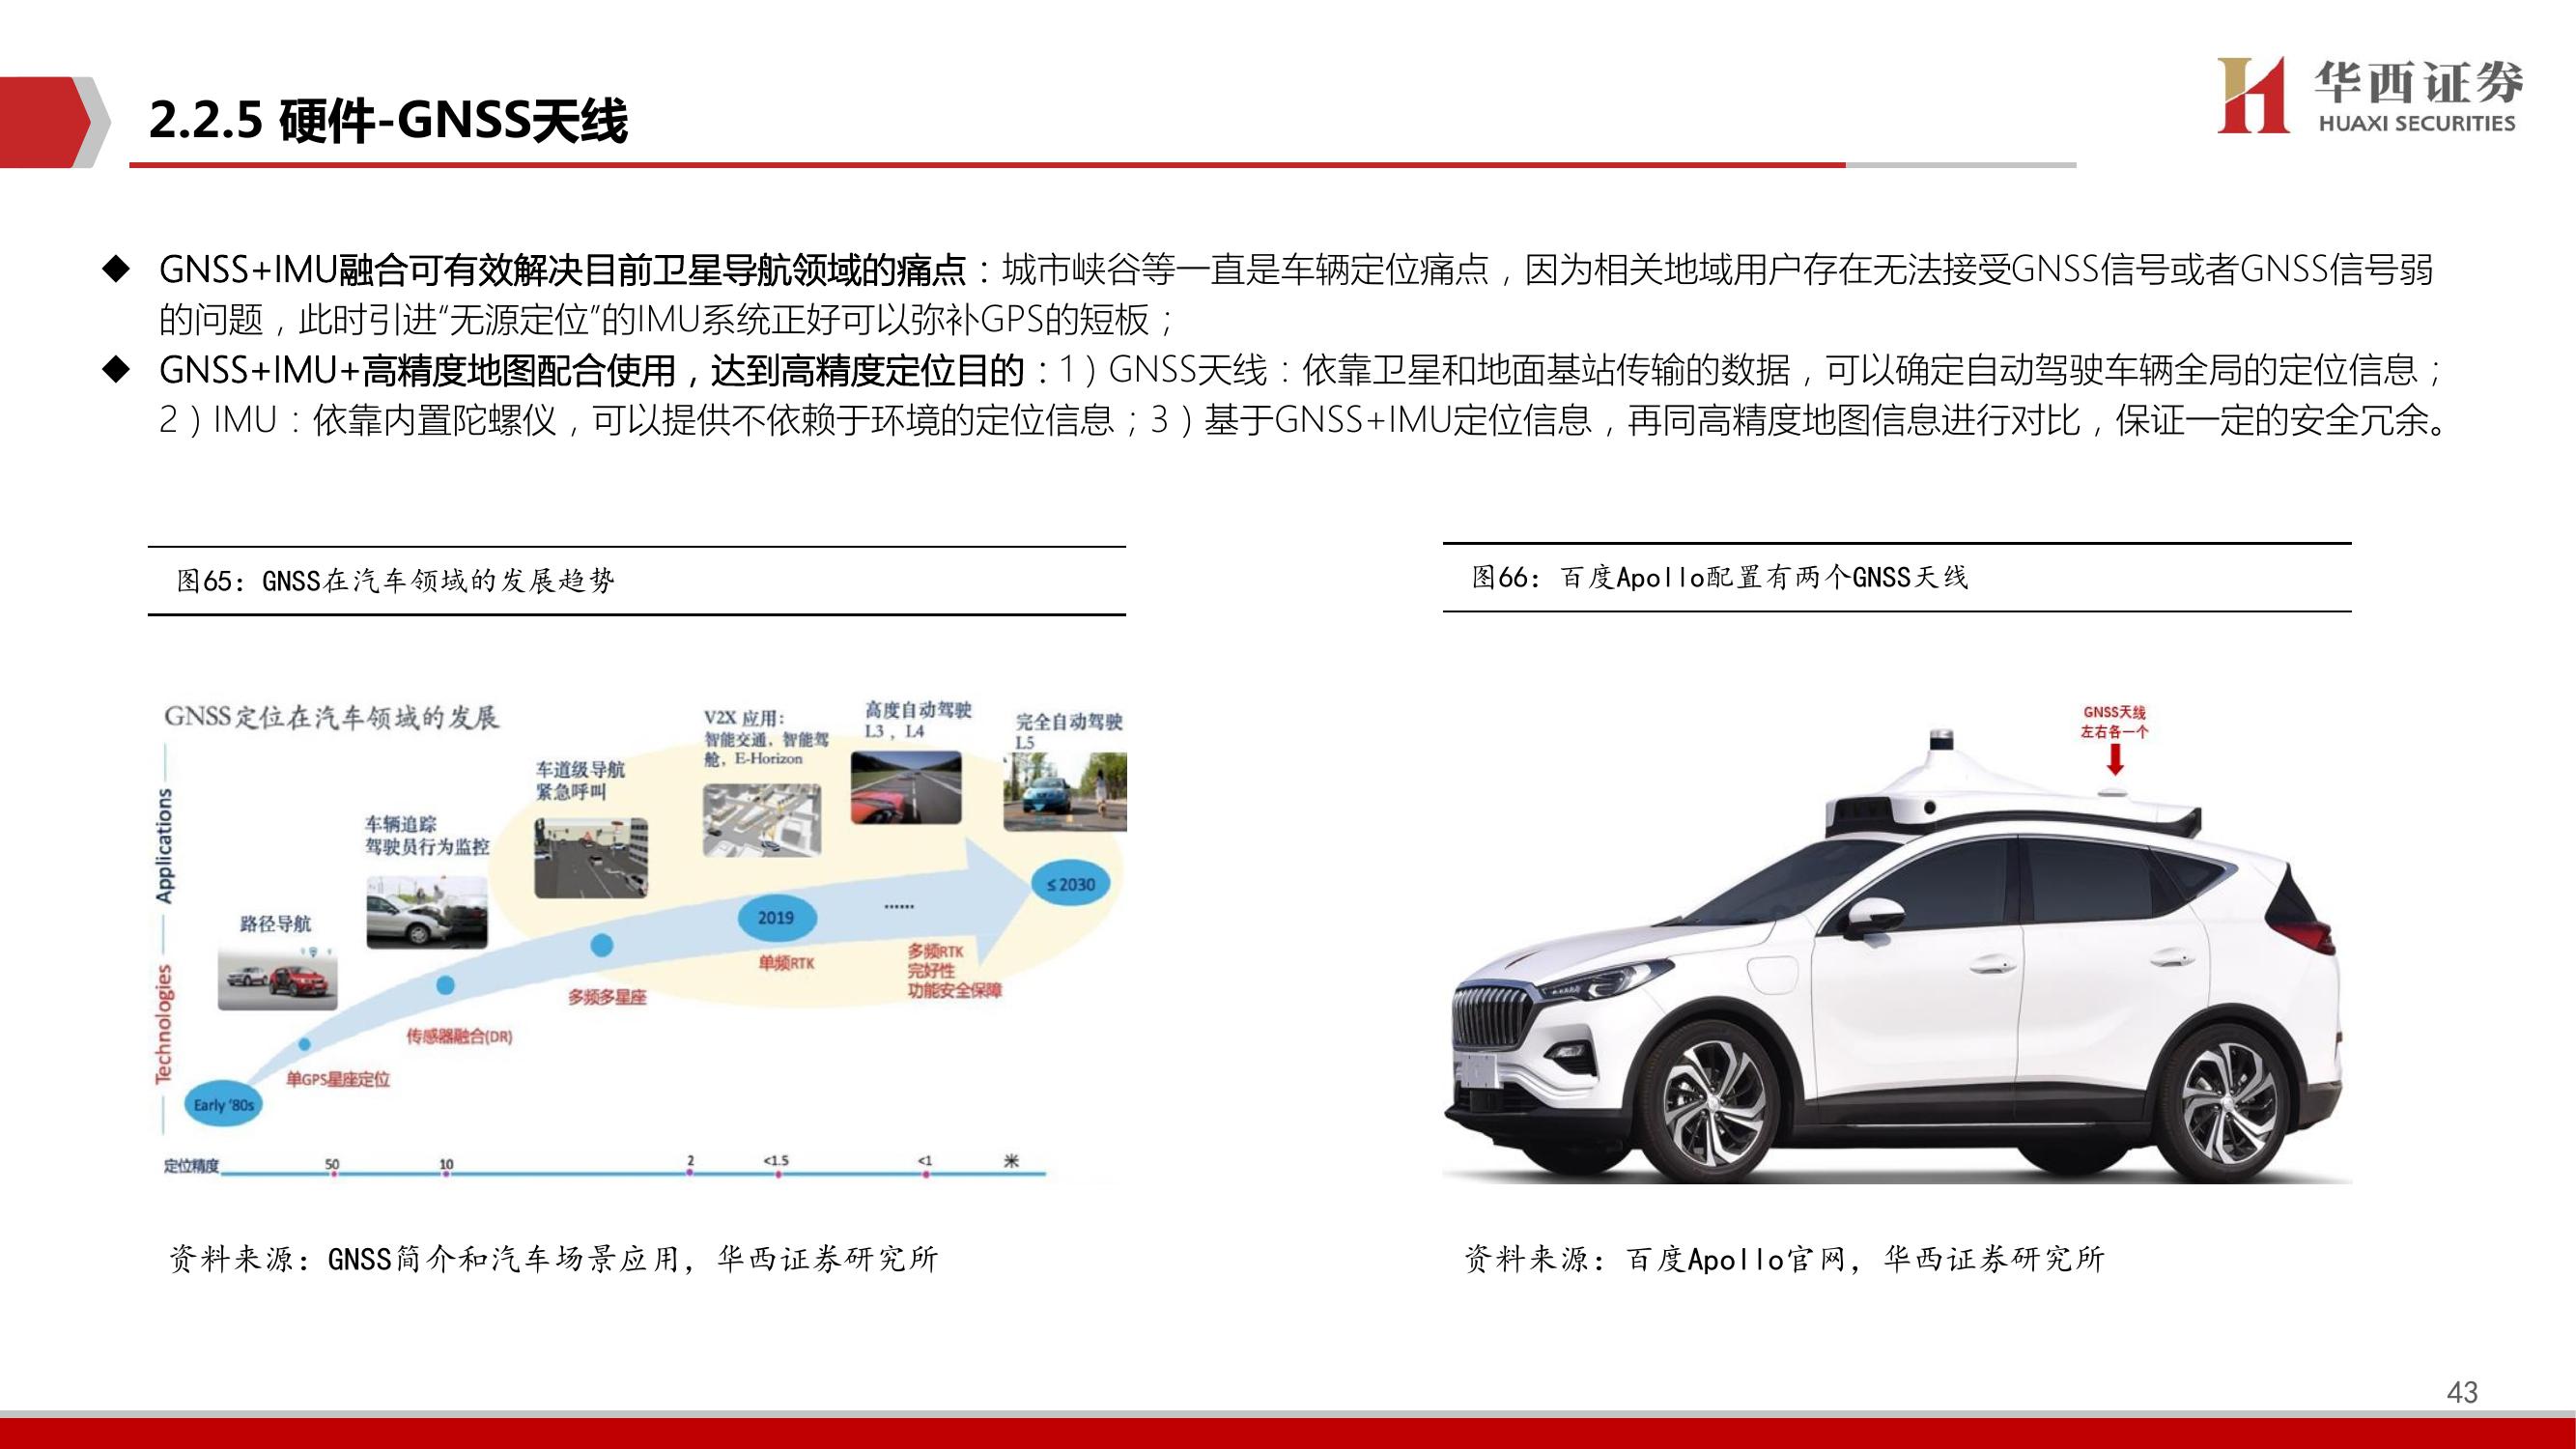 2.2.5 硬件-GNSS天线
华西证券
HUAXI SECURITIES
◆ GNSS+IMU融合可有效解决目前卫星导航领域的痛点：城市峡谷等一直是车辆定位痛点，因为相关地域用户存在无法接受GNSS信号或者GNSS信号弱
的问题，此时引进“无源定位”的IMU系统正好可以弥补GPS的短板；
◆ GNSS+IMU+高精度地图配合使用，达到高精度定位目的：1）GNSS天线：依靠卫星和地面基站传输的数据，可以确定自动驾驶车辆全局的定位信息；
2）IMU：依靠内置陀螺仪，可以提供不依赖于环境的定位信息；3）基于GNSS+IMU定位信息，再同高精度地图信息进行对比，保证一定的安全冗余。
图65：GNSS在汽车领域的发展趋势
GNSS定位在汽车领域的发展
Applications
Technologies
路径导航
车辆追踪
驾驶员行为监控
车道级导航
紧急呼叫
V2X 应用：
智能交通，智能驾
舱，E-Horizon
高度自动驾驶
L3，L4
完全自动驾驶
L5
Early '80s
2019
......
≤ 2030
单GPS星座定位
传感器融合(DR)
多频多星座
单频RTK
多频RTK
完好性
功能安全保障
定位精度 50 10 2 <1.5 <1 米
资料来源：GNSS简介和汽车场景应用，华西证券研究所
图66：百度Apollo配置有两个GNSS天线
GNSS天线
左右各一个
资料来源：百度Apollo官网，华西证券研究所
43